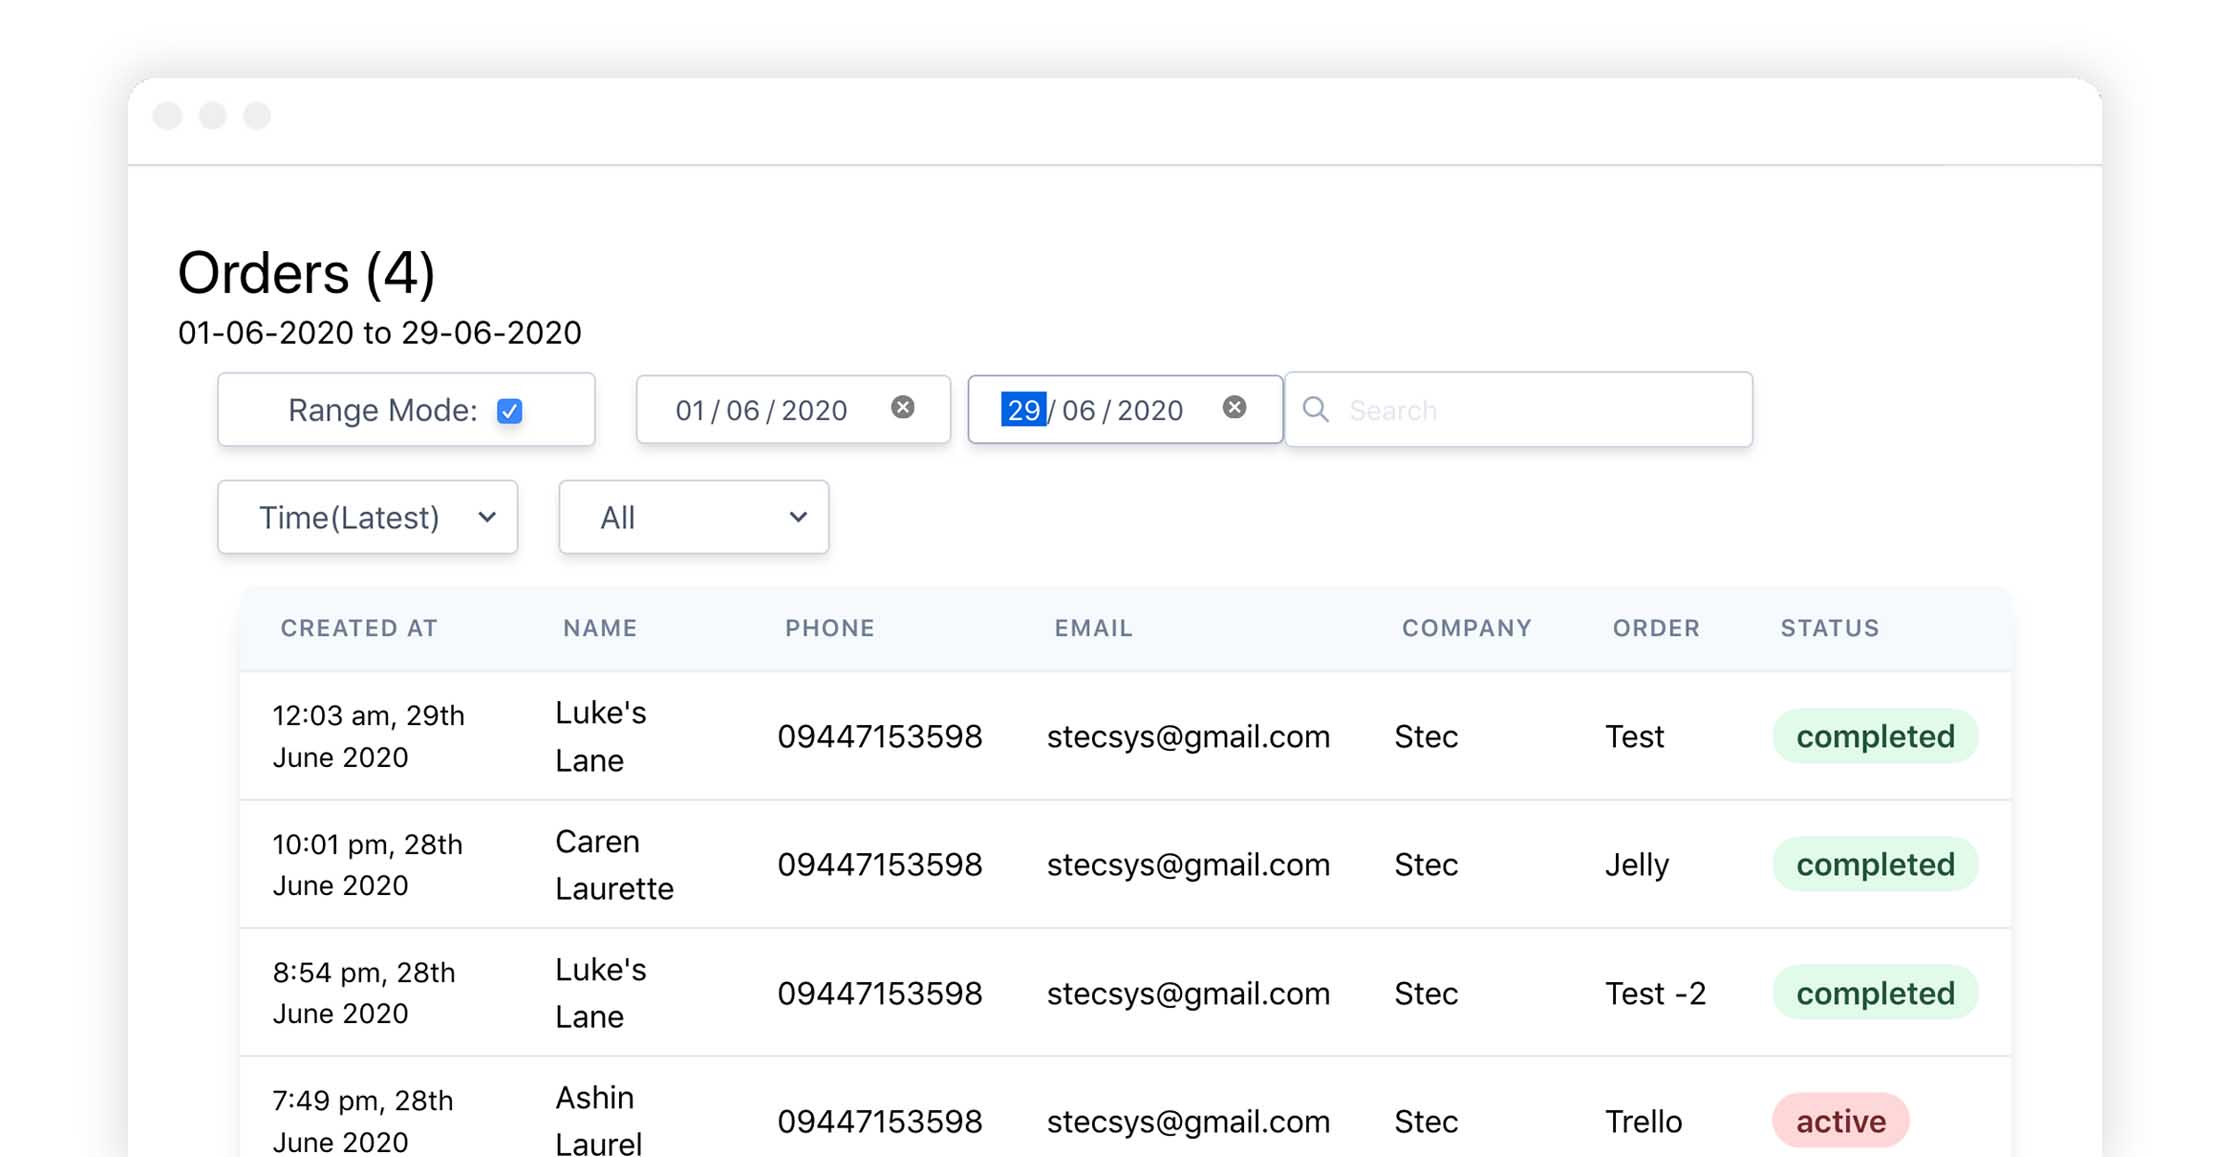 Orders (4)
01-06-2020 to 29-06-2020
Range Mode:
01 / 06 / 2020
29 / 06 / 2020
Search
Time(Latest)
All
CREATED AT NAME PHONE EMAIL COMPANY ORDER STATUS
12:03 am, 29th
June 2020
Luke's
Lane
09447153598
stecsys@gmail.com
Stec
Test
completed
10:01 pm, 28th
June 2020
Caren
Laurette
09447153598
stecsys@gmail.com
Stec
Jelly
completed
8:54 pm, 28th
June 2020
Luke's
Lane
09447153598
stecsys@gmail.com
Stec
Test -2
completed
7:49 pm, 28th
June 2020
Ashin
Laurel
09447153598
stecsys@gmail.com
Stec
Trello
active